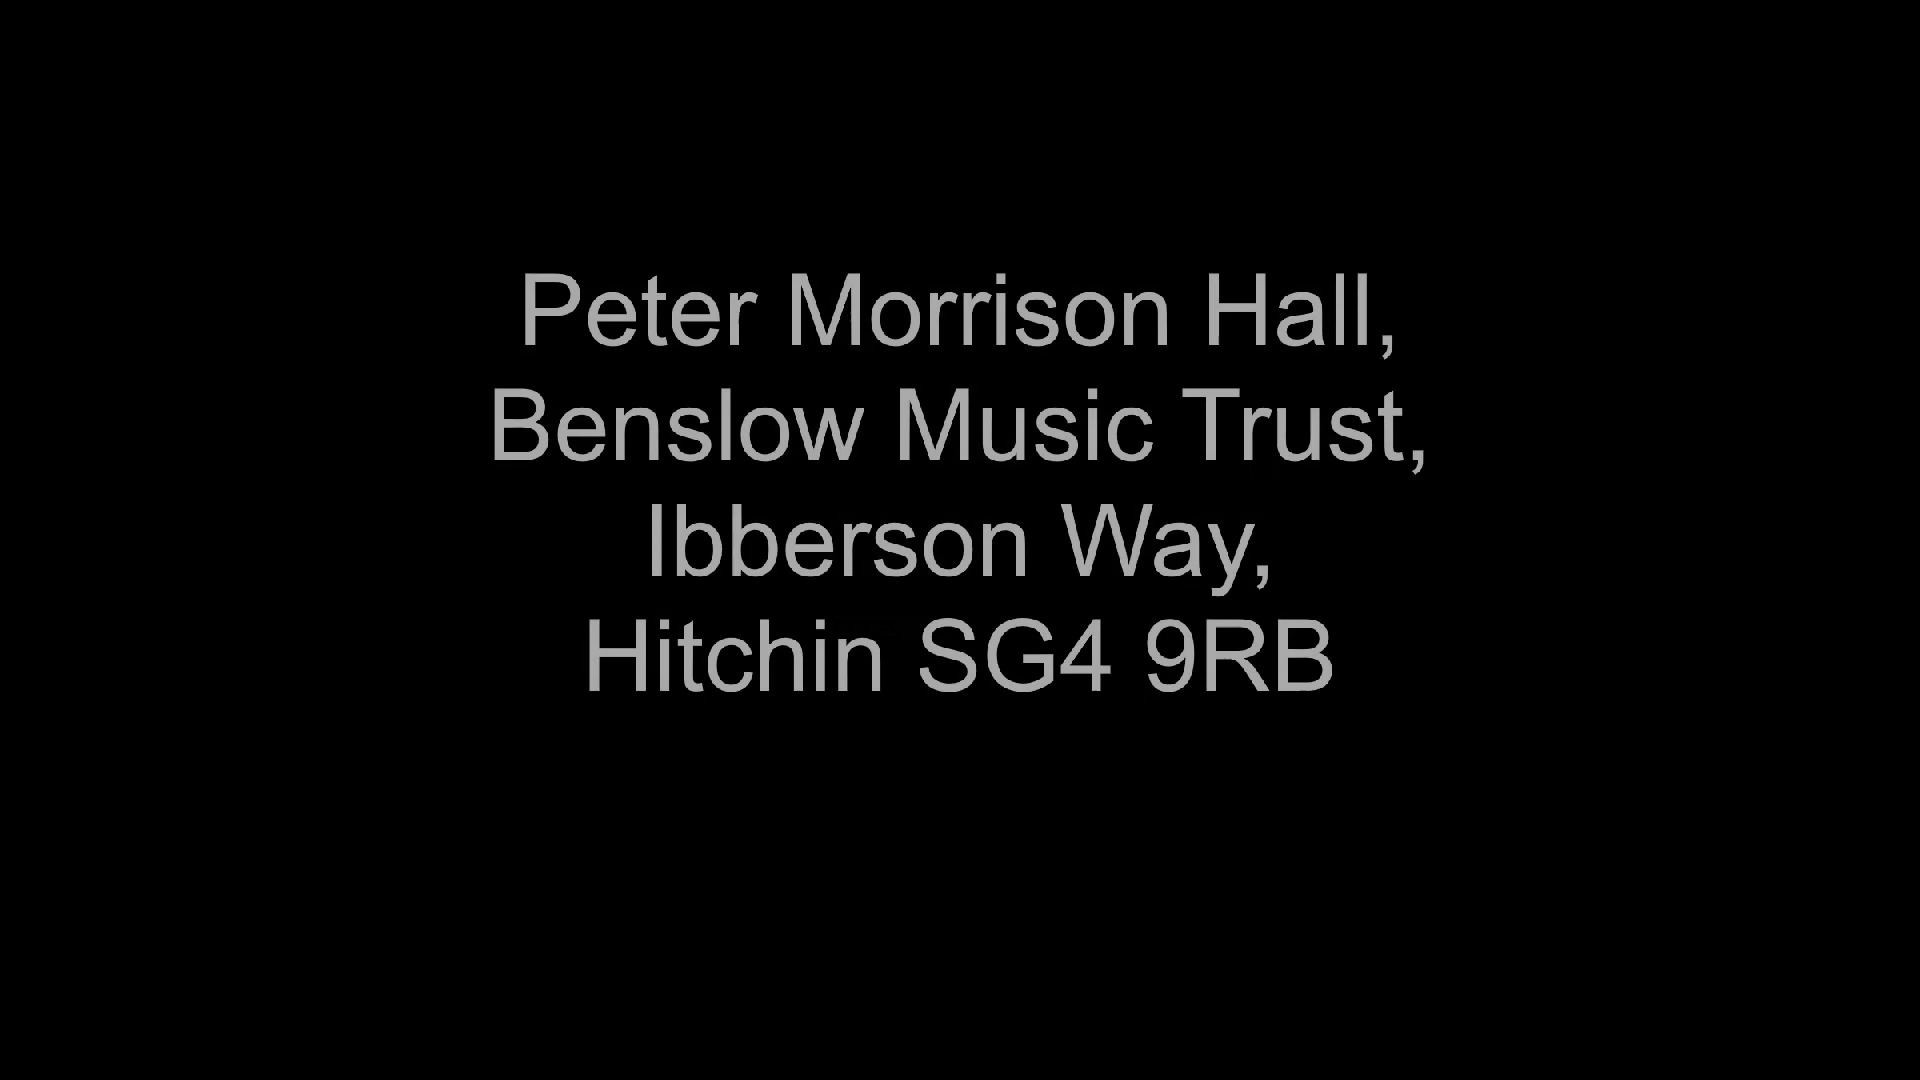 Peter Morrison Hall,
Benslow Music Trust,
Ibberson Way,
Hitchin SG4 9RB